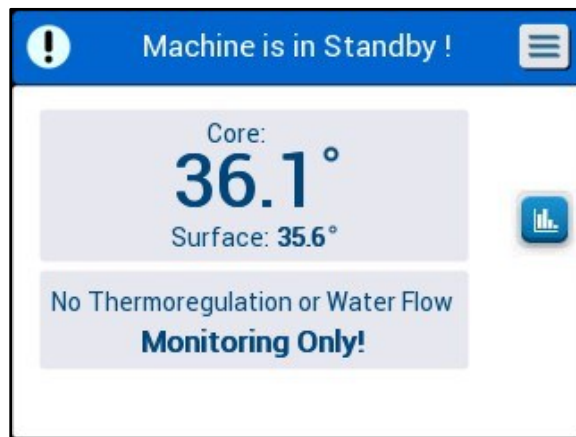 Machine is in Standby !
Core:
36.1°
Surface: 35.6°
No Thermoregulation or Water Flow
Monitoring Only!